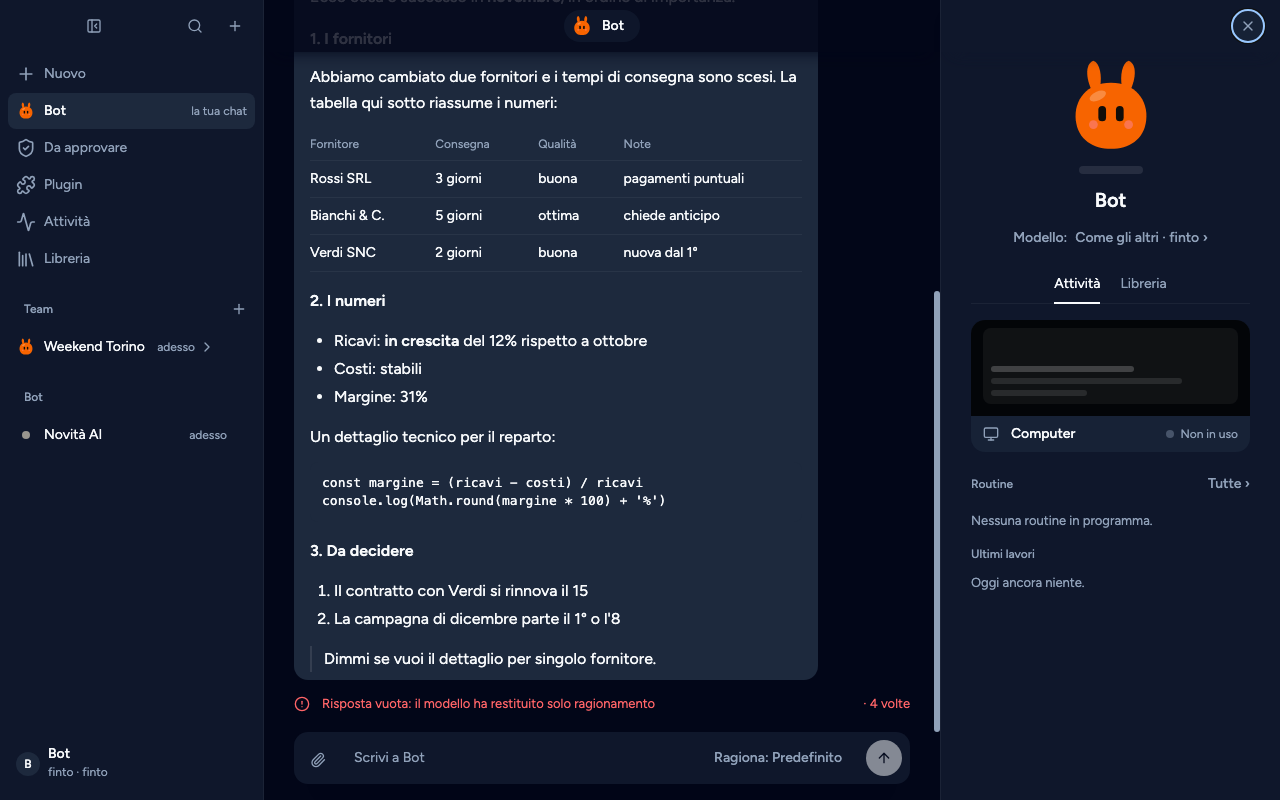 Nuovo
Bot
la tua chat
Da approvare
Plugin
Attività
Libreria
Team
Weekend Torino
adesso
Bot
Novità AI
adesso
B
Bot
finto · finto
Bot
1. I fornitori
Abbiamo cambiato due fornitori e i tempi di consegna sono scesi. La
tabella qui sotto riassume i numeri:
Fornitore Consegna Qualità Note
Rossi SRL 3 giorni buona pagamenti puntuali
Bianchi & C. 5 giorni ottima chiede anticipo
Verdi SNC 2 giorni buona nuova dal 1°
2. I numeri
• Ricavi: in crescita del 12% rispetto a ottobre
• Costi: stabili
• Margine: 31%
Un dettaglio tecnico per il reparto:
const margine = (ricavi − costi) / ricavi
console.log(Math.round(margine * 100) + '%')
3. Da decidere
1. Il contratto con Verdi si rinnova il 15
2. La campagna di dicembre parte il 1° o l'8
Dimmi se vuoi il dettaglio per singolo fornitore.
Risposta vuota: il modello ha restituito solo ragionamento
· 4 volte
Scrivi a Bot
Ragiona: Predefinito
Bot
Modello: Come gli altri · finto ›
Attività
Libreria
Computer
Non in uso
Routine
Tutte ›
Nessuna routine in programma.
Ultimi lavori
Oggi ancora niente.